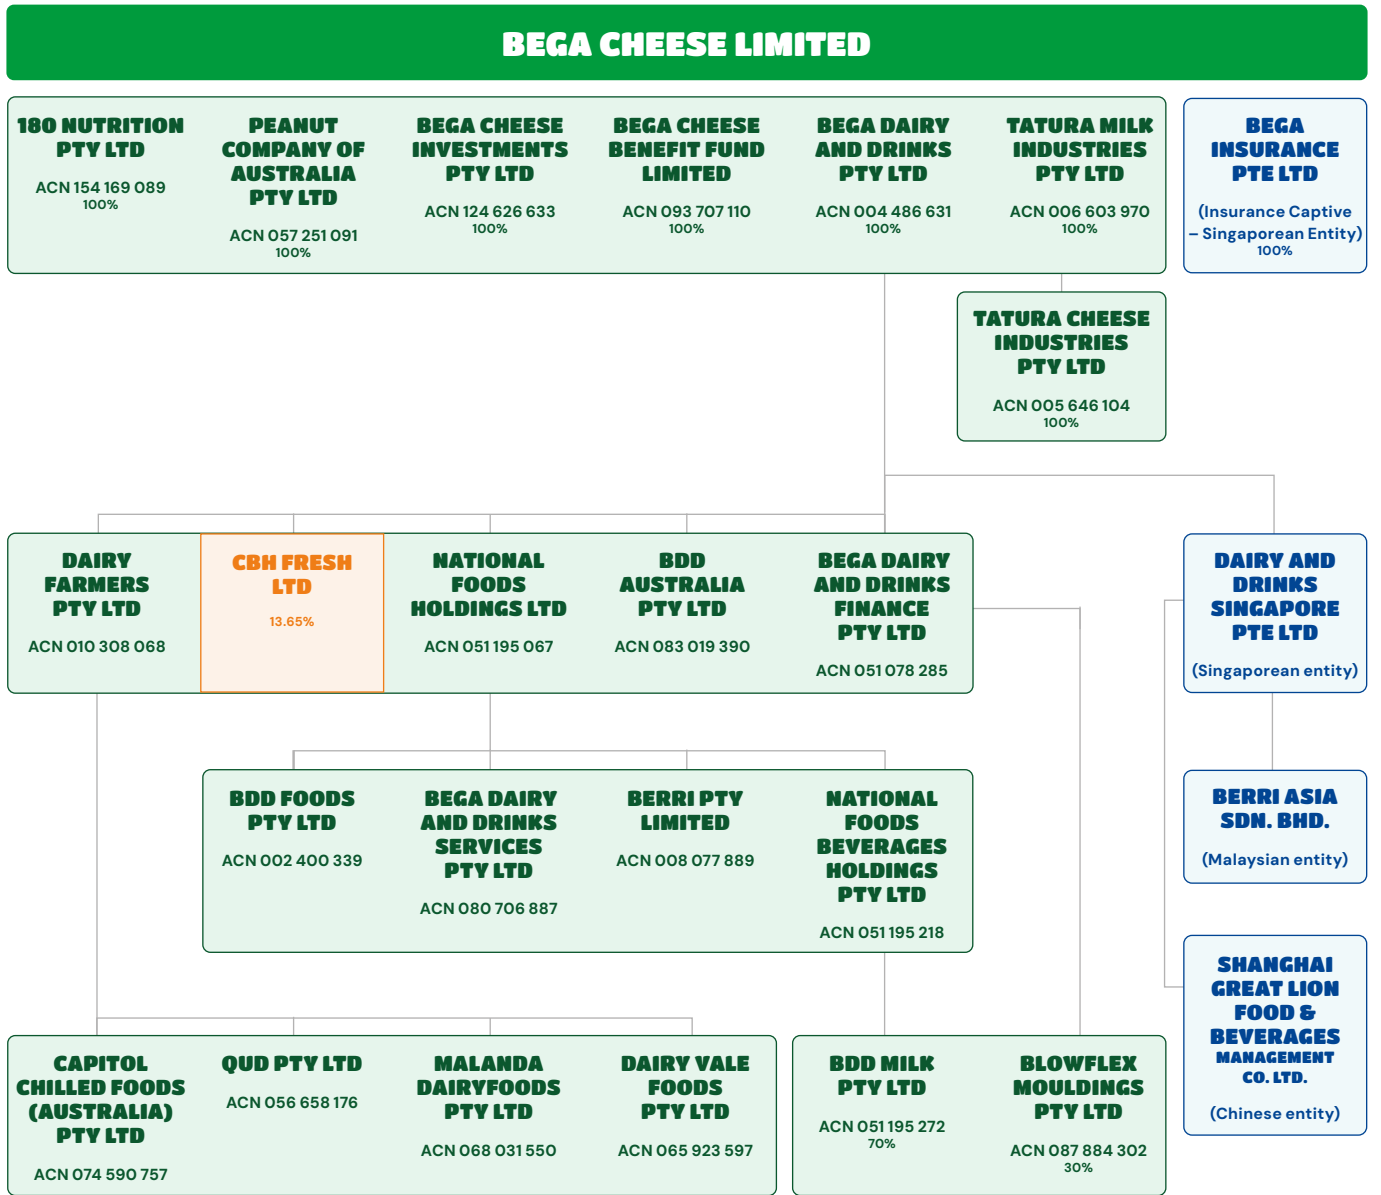 BEGA CHEESE LIMITED
180 NUTRITION
PTY LTD
ACN 154 169 089
100%
PEANUT
COMPANY OF
AUSTRALIA
PTY LTD
ACN 057 251 091
100%
BEGA CHEESE
INVESTMENTS
PTY LTD
ACN 124 626 633
100%
BEGA CHEESE
BENEFIT FUND
LIMITED
ACN 093 707 110
100%
BEGA DAIRY
AND DRINKS
PTY LTD
ACN 004 486 631
100%
TATURA MILK
INDUSTRIES
PTY LTD
ACN 006 603 970
100%
BEGA
INSURANCE
PTE LTD
(Insurance Captive
– Singaporean Entity)
100%
TATURA CHEESE
INDUSTRIES
PTY LTD
ACN 005 646 104
100%
DAIRY
FARMERS
PTY LTD
ACN 010 308 068
CBH FRESH
LTD
13.65%
NATIONAL
FOODS
HOLDINGS LTD
ACN 051 195 067
BDD
AUSTRALIA
PTY LTD
ACN 083 019 390
BEGA DAIRY
AND DRINKS
FINANCE
PTY LTD
ACN 051 078 285
DAIRY AND
DRINKS
SINGAPORE
PTE LTD
(Singaporean entity)
BDD FOODS
PTY LTD
ACN 002 400 339
BEGA DAIRY
AND DRINKS
SERVICES
PTY LTD
ACN 080 706 887
BERRI PTY
LIMITED
ACN 008 077 889
NATIONAL
FOODS
BEVERAGES
HOLDINGS
PTY LTD
ACN 051 195 218
BERRI ASIA
SDN. BHD.
(Malaysian entity)
SHANGHAI
GREAT LION
FOOD &
BEVERAGES
MANAGEMENT
CO. LTD.
(Chinese entity)
CAPITOL
CHILLED FOODS
(AUSTRALIA)
PTY LTD
ACN 074 590 757
QUD PTY LTD
ACN 056 658 176
MALANDA
DAIRYFOODS
PTY LTD
ACN 068 031 550
DAIRY VALE
FOODS
PTY LTD
ACN 065 923 597
BDD MILK
PTY LTD
ACN 051 195 272
70%
BLOWFLEX
MOULDINGS
PTY LTD
ACN 087 884 302
30%